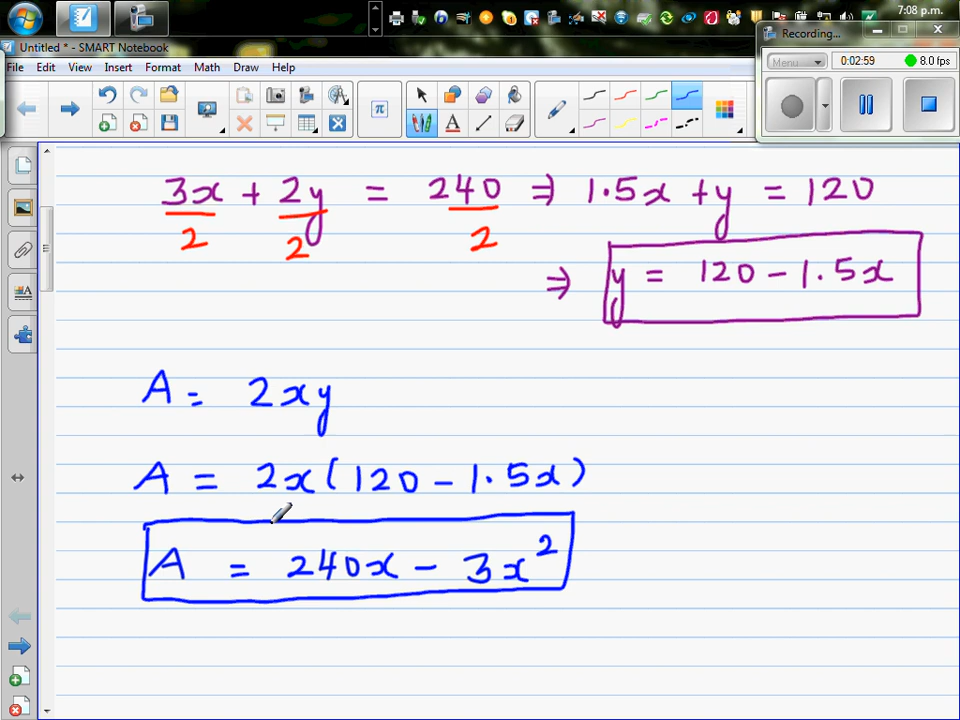 7:08 p.m.
Untitled * - SMART Notebook
Recording...
File Edit View Insert Format Math Draw Help
Menu 0:02:59 8.0 fps
3x + 2y = 240 ⇒ 1.5x + y = 120
2 2 2
⇒ y = 120 - 1.5x
A = 2xy
A = 2x(120 - 1.5x)
A = 240x - 3x²